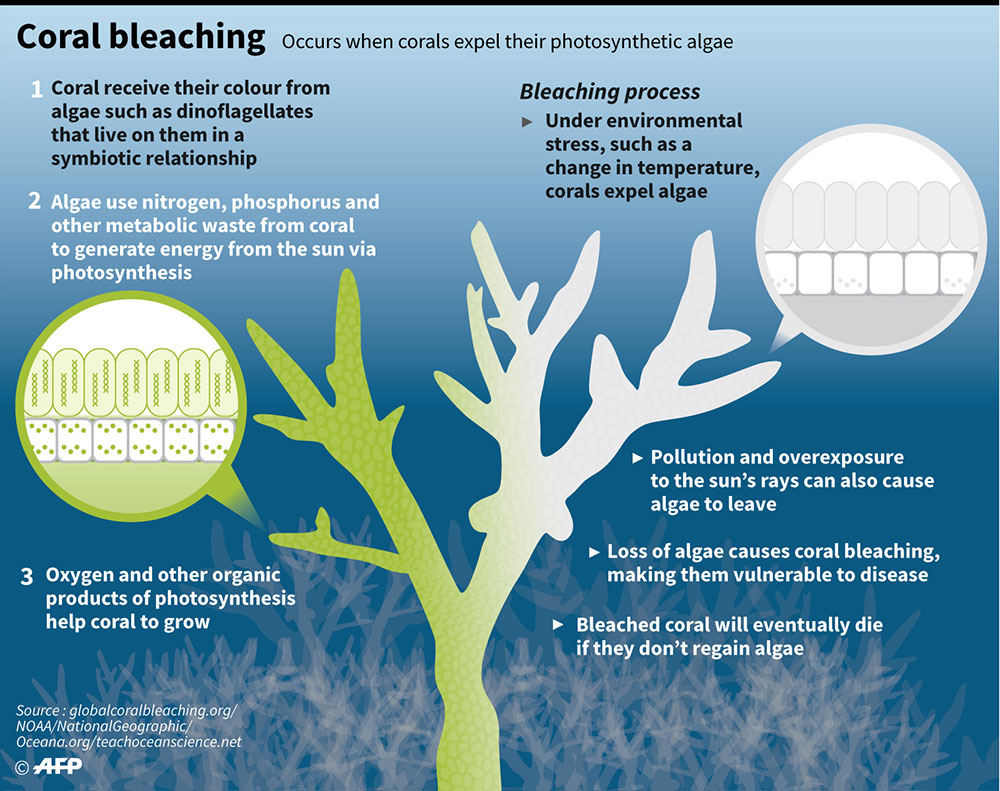 Coral bleaching Occurs when corals expel their photosynthetic algae
1 Coral receive their colour from
algae such as dinoflagellates
that live on them in a
symbiotic relationship
2 Algae use nitrogen, phosphorus and
other metabolic waste from coral
to generate energy from the sun via
photosynthesis
3 Oxygen and other organic
products of photosynthesis
help coral to grow
Bleaching process
► Under environmental
stress, such as a
change in temperature,
corals expel algae
► Pollution and overexposure
to the sun’s rays can also cause
algae to leave
► Loss of algae causes coral bleaching,
making them vulnerable to disease
► Bleached coral will eventually die
if they don’t regain algae
Source : globalcoralbleaching.org/
NOAA/NationalGeographic/
Oceana.org/teachoceanscience.net
© AFP